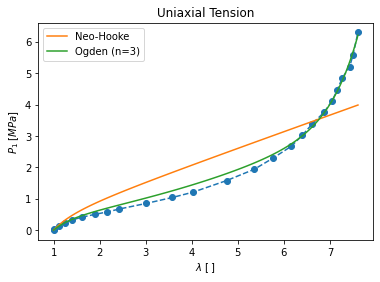 Uniaxial Tension
Neo-Hooke
Ogden (n=3)
P₁ [MPa]
6
5
4
3
2
1
0
1 2 3 4 5 6 7
λ [ ]